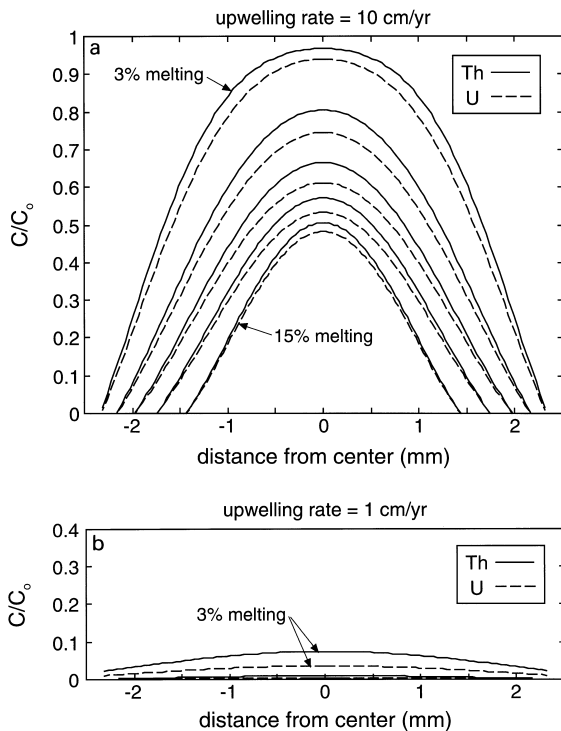 upwelling rate = 10 cm/yr
a
1
0.9
0.8
0.7
0.6
0.5
0.4
0.3
0.2
0.1
0
C/Co
3% melting
Th
U
15% melting
-2 -1 0 1 2
distance from center (mm)
upwelling rate = 1 cm/yr
b
0.4
0.3
0.2
0.1
0
C/Co
Th
U
3% melting
-2 -1 0 1 2
distance from center (mm)